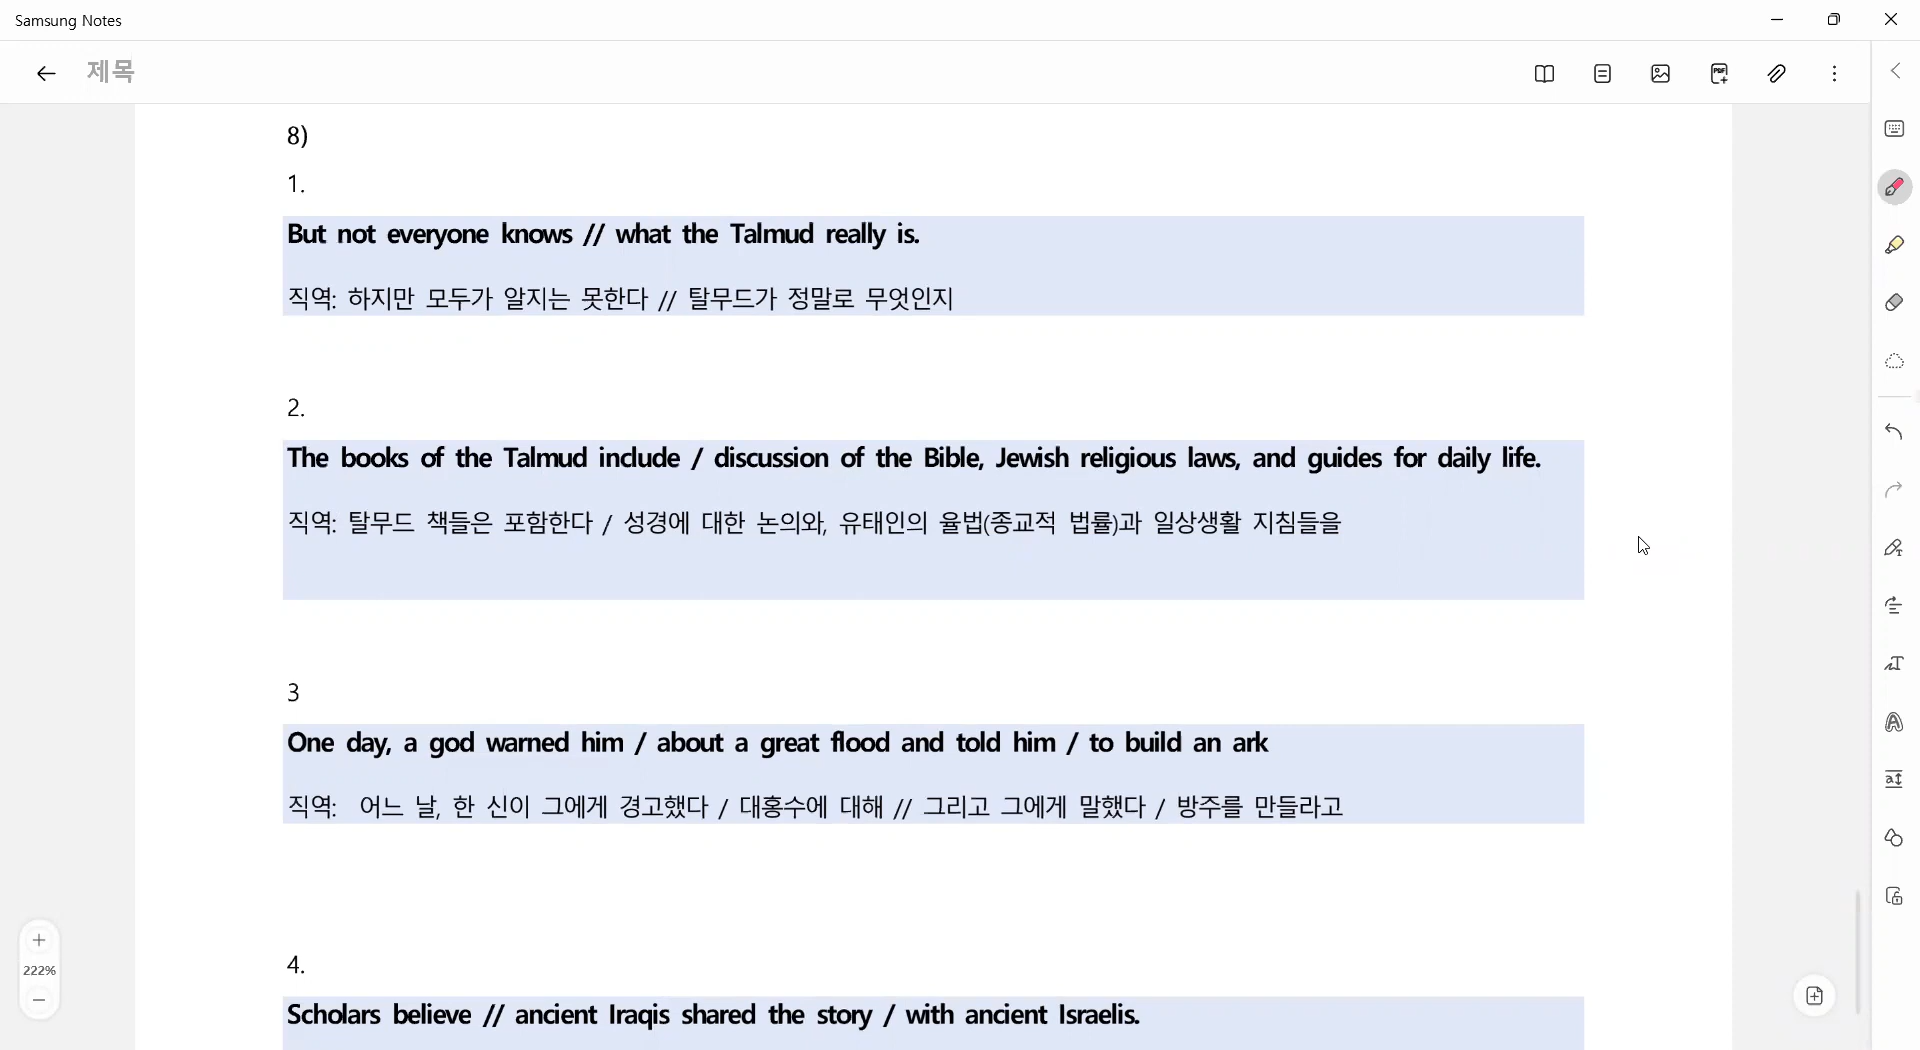 Samsung Notes
제목
PDF
8)
1.
But not everyone knows // what the Talmud really is.
직역: 하지만 모두가 알지는 못한다 // 탈무드가 정말로 무엇인지
2.
The books of the Talmud include / discussion of the Bible, Jewish religious laws, and guides for daily life.
직역: 탈무드 책들은 포함한다 / 성경에 대한 논의와, 유태인의 율법(종교적 법률)과 일상생활 지침들을
3
One day, a god warned him / about a great flood and told him / to build an ark
직역: 어느 날, 한 신이 그에게 경고했다 / 대홍수에 대해 // 그리고 그에게 말했다 / 방주를 만들라고
4.
Scholars believe // ancient Iraqis shared the story / with ancient Israelis.
222%